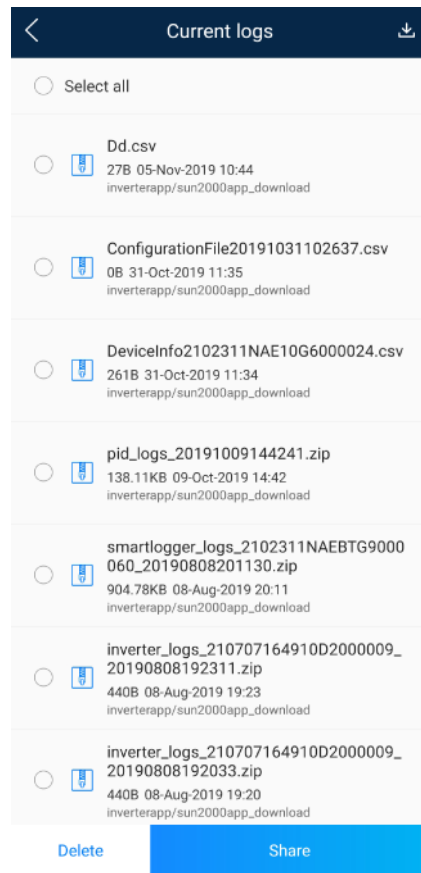 Current logs
Select all
Dd.csv
27B 05-Nov-2019 10:44
inverterapp/sun2000app_download
ConfigurationFile20191031102637.csv
0B 31-Oct-2019 11:35
inverterapp/sun2000app_download
DeviceInfo2102311NAE10G6000024.csv
261B 31-Oct-2019 11:34
inverterapp/sun2000app_download
pid_logs_20191009144241.zip
138.11KB 09-Oct-2019 14:42
inverterapp/sun2000app_download
smartlogger_logs_2102311NAEBTG9000
060_20190808201130.zip
904.78KB 08-Aug-2019 20:11
inverterapp/sun2000app_download
inverter_logs_210707164910D2000009_
20190808192311.zip
440B 08-Aug-2019 19:23
inverterapp/sun2000app_download
inverter_logs_210707164910D2000009_
20190808192033.zip
440B 08-Aug-2019 19:20
inverterapp/sun2000app_download
Delete
Share